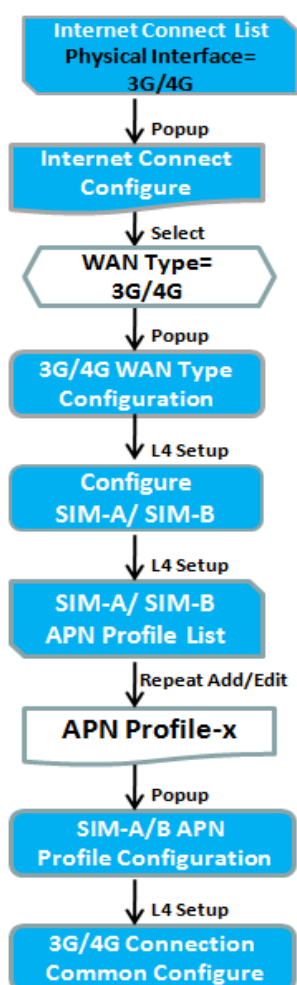 Internet Connect List
Physical Interface=
3G/4G
Popup
Internet Connect
Configure
Select
WAN Type=
3G/4G
Popup
3G/4G WAN Type
Configuration
L4 Setup
Configure
SIM-A/ SIM-B
L4 Setup
SIM-A/ SIM-B
APN Profile List
Repeat Add/Edit
APN Profile-x
Popup
SIM-A/B APN
Profile Configuration
L4 Setup
3G/4G Connection
Common Configure